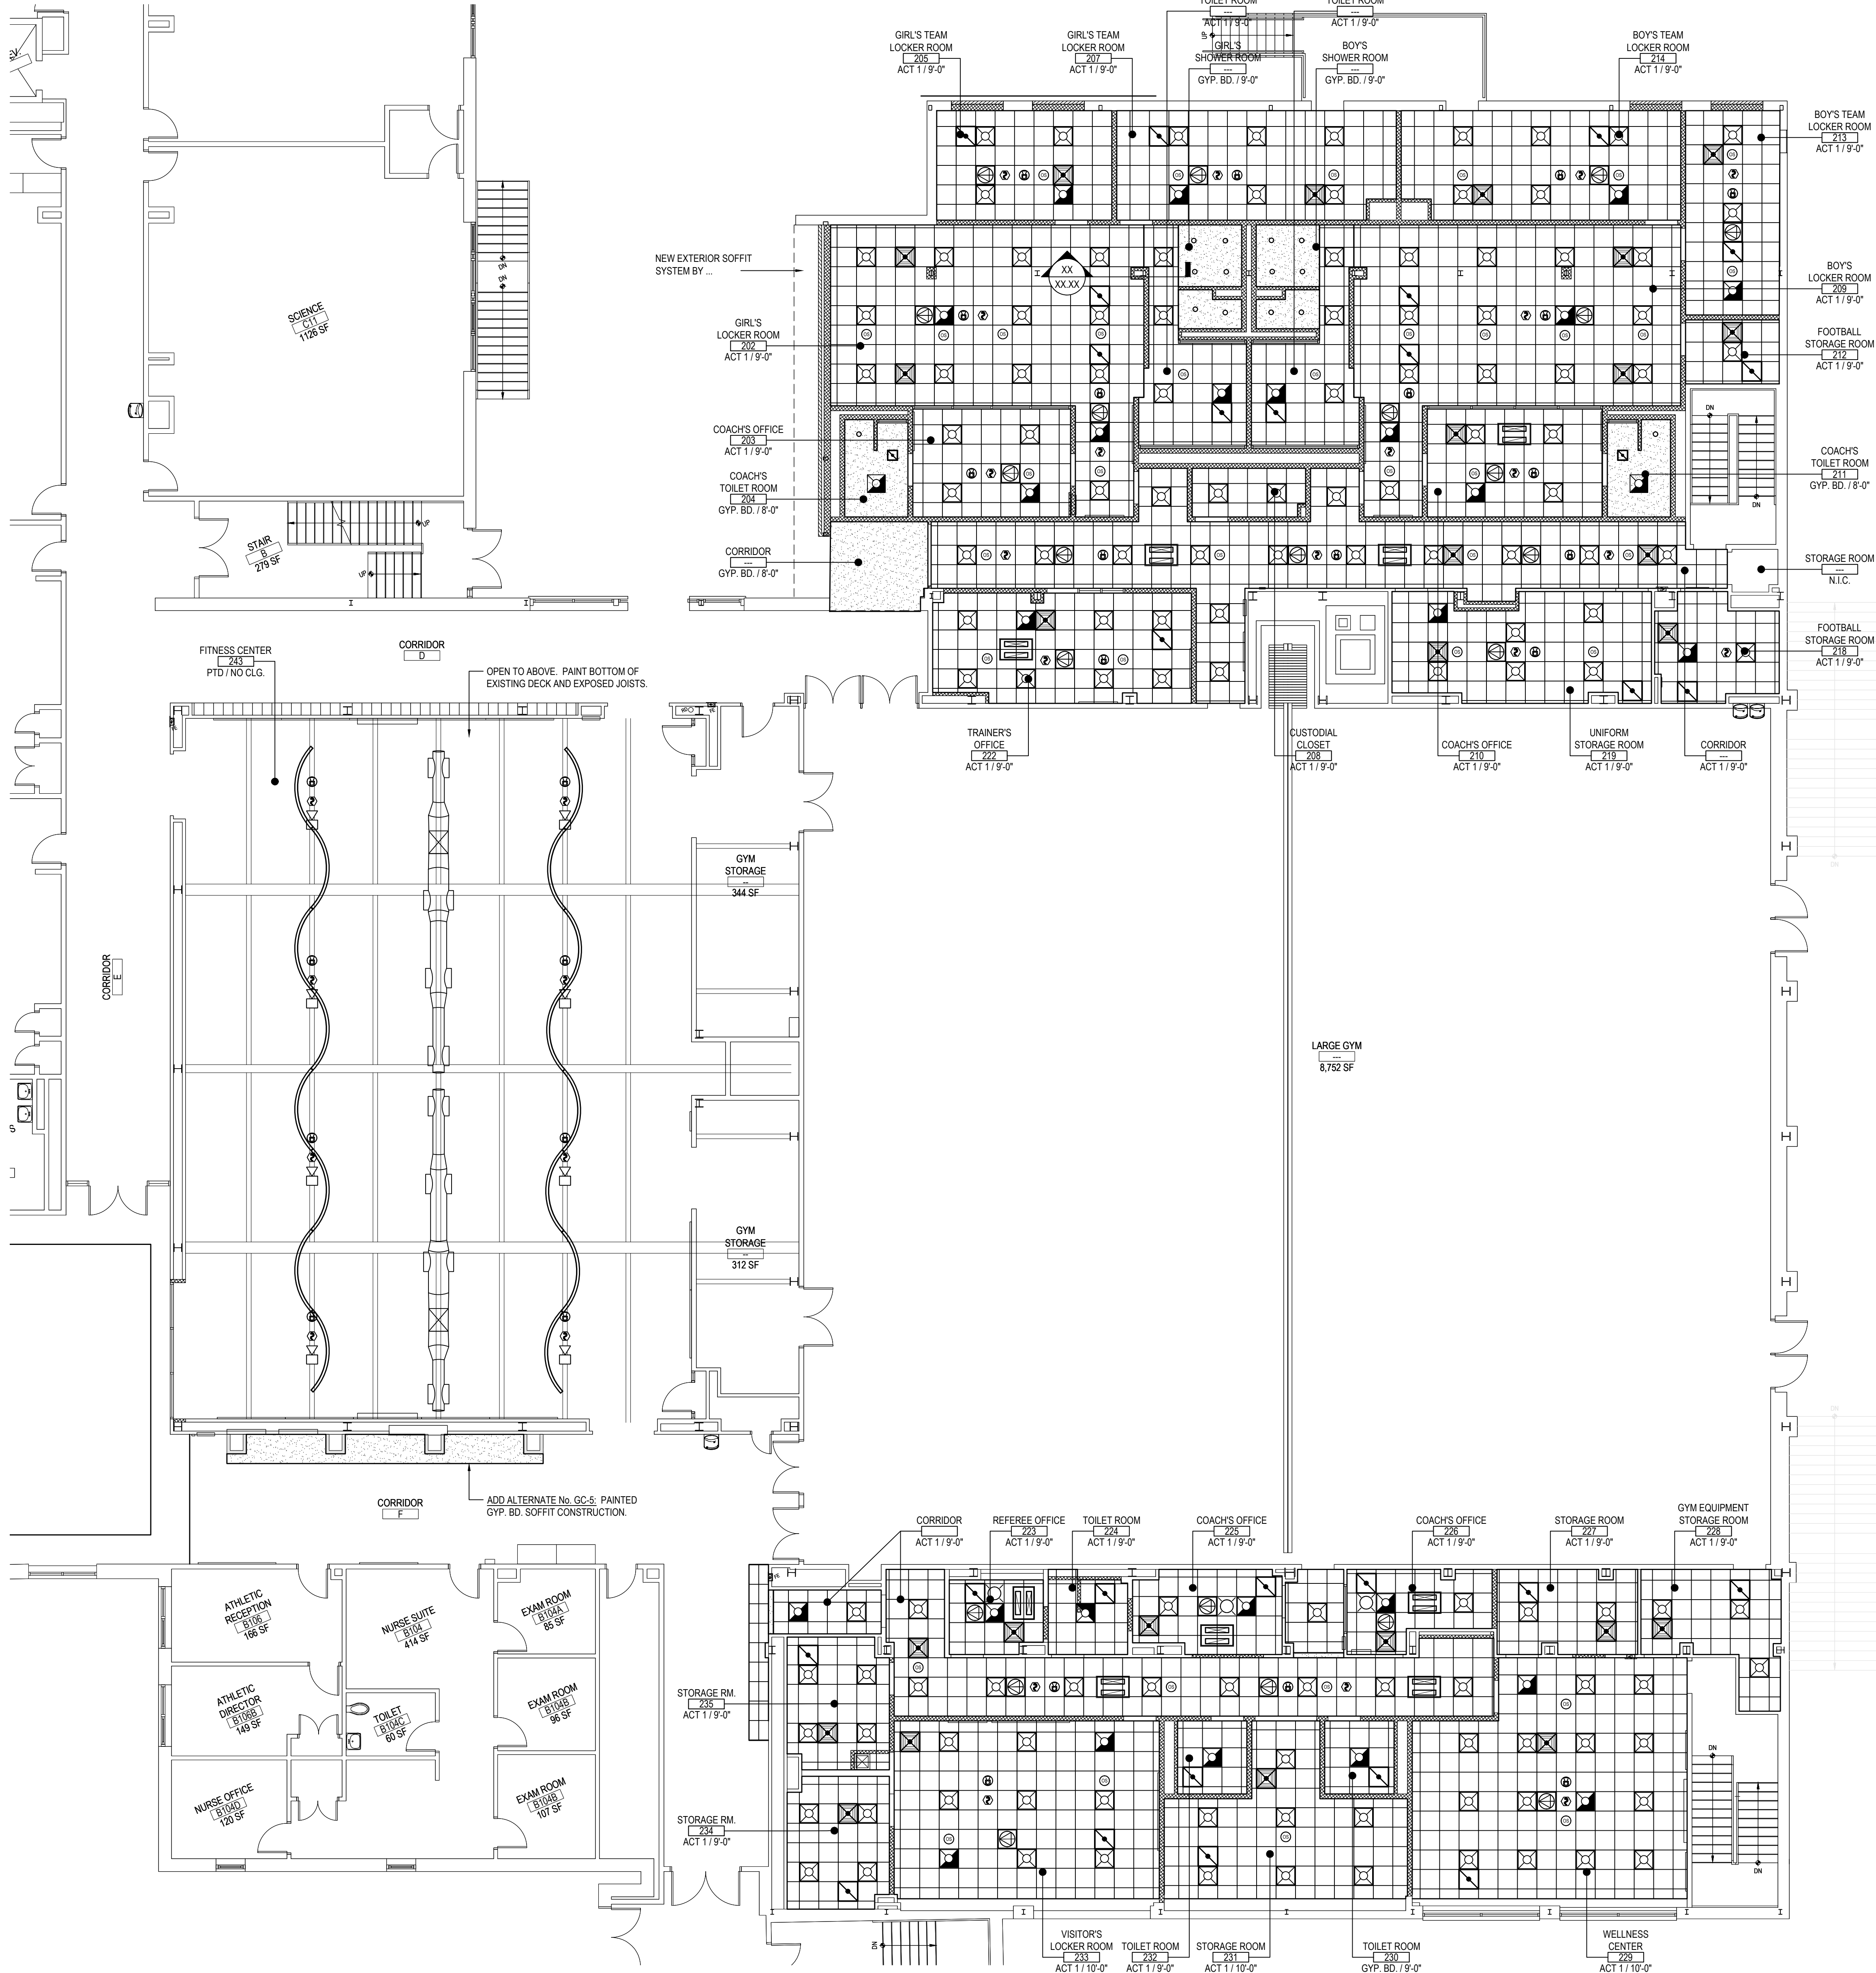 TOILET ROOM
---
ACT 1 / 9'-0"
TOILET ROOM
---
ACT 1 / 9'-0"
UP
GIRL'S TEAM
LOCKER ROOM
205
ACT 1 / 9'-0"
GIRL'S TEAM
LOCKER ROOM
207
ACT 1 / 9'-0"
GIRL'S
SHOWER ROOM
---
GYP. BD. / 9'-0"
BOY'S
SHOWER ROOM
---
GYP. BD. / 9'-0"
BOY'S TEAM
LOCKER ROOM
214
ACT 1 / 9'-0"
BOY'S TEAM
LOCKER ROOM
213
ACT 1 / 9'-0"
NEW EXTERIOR SOFFIT
SYSTEM BY ...
XX
XX.XX
DN
DN
SCIENCE
C11
1126 SF
GIRL'S
LOCKER ROOM
202
ACT 1 / 9'-0"
BOY'S
LOCKER ROOM
209
ACT 1 / 9'-0"
FOOTBALL
STORAGE ROOM
212
ACT 1 / 9'-0"
COACH'S OFFICE
203
ACT 1 / 9'-0"
COACH'S
TOILET ROOM
204
GYP. BD. / 8'-0"
DN
DN
COACH'S
TOILET ROOM
211
GYP. BD. / 8'-0"
STAIR
B
279 SF
UP
UP
CORRIDOR
---
GYP. BD. / 8'-0"
STORAGE ROOM
---
N.I.C.
FITNESS CENTER
243
PTD / NO CLG.
CORRIDOR
D
OPEN TO ABOVE. PAINT BOTTOM OF
EXISTING DECK AND EXPOSED JOISTS.
FOOTBALL
STORAGE ROOM
218
ACT 1 / 9'-0"
TRAINER'S
OFFICE
222
ACT 1 / 9'-0"
CUSTODIAL
CLOSET
208
ACT 1 / 9'-0"
COACH'S OFFICE
210
ACT 1 / 9'-0"
UNIFORM
STORAGE ROOM
219
ACT 1 / 9'-0"
CORRIDOR
---
ACT 1 / 9'-0"
DN
GYM
STORAGE
---
344 SF
CORRIDOR
E
LARGE GYM
---
8,752 SF
GYM
STORAGE
---
312 SF
DN
CORRIDOR
F
ADD ALTERNATE No. GC-5: PAINTED
GYP. BD. SOFFIT CONSTRUCTION.
CORRIDOR
ACT 1 / 9'-0"
REFEREE OFFICE
223
ACT 1 / 9'-0"
TOILET ROOM
224
ACT 1 / 9'-0"
COACH'S OFFICE
225
ACT 1 / 9'-0"
COACH'S OFFICE
226
ACT 1 / 9'-0"
STORAGE ROOM
227
ACT 1 / 9'-0"
GYM EQUIPMENT
STORAGE ROOM
228
ACT 1 / 9'-0"
ATHLETIC
RECEPTION
B106
166 SF
NURSE SUITE
B104
414 SF
EXAM ROOM
B104A
85 SF
ATHLETIC
DIRECTOR
B106B
149 SF
TOILET
B104C
60 SF
EXAM ROOM
B104B
96 SF
STORAGE RM.
235
ACT 1 / 9'-0"
NURSE OFFICE
B104D
120 SF
EXAM ROOM
B104B
107 SF
STORAGE RM.
234
ACT 1 / 9'-0"
DN
DN
DN
VISITOR'S
LOCKER ROOM
233
ACT 1 / 10'-0"
TOILET ROOM
232
ACT 1 / 9'-0"
STORAGE ROOM
231
ACT 1 / 10'-0"
TOILET ROOM
230
GYP. BD. / 9'-0"
WELLNESS
CENTER
229
ACT 1 / 10'-0"